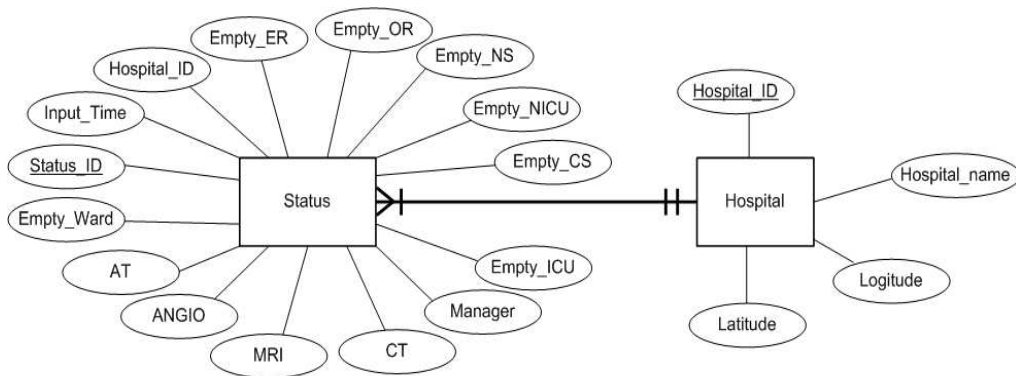 Empty_OR
Empty_ER
Empty_NS
Hospital_ID
Hospital_ID
Input_Time
Empty_NICU
Status_ID
Empty_CS
Hospital_name
Status
Hospital
Empty_Ward
Empty_ICU
AT
Logitude
ANGIO
Manager
Latitude
MRI
CT